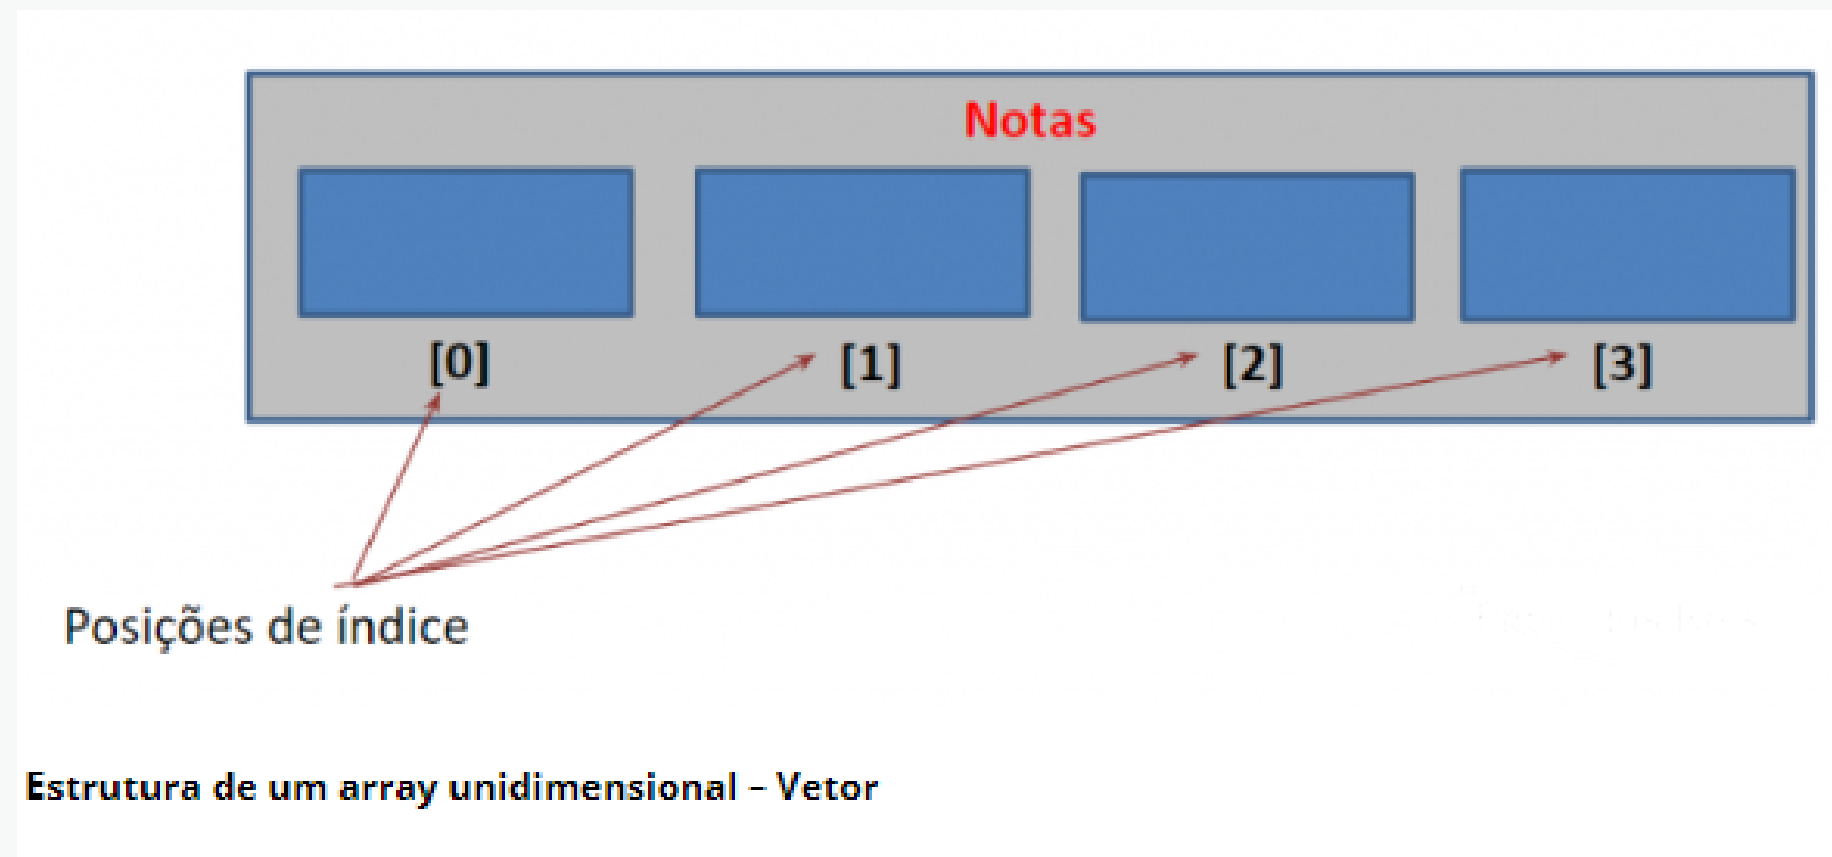 Notas
[0] [1] [2] [3]
Posições de índice
Estrutura de um array unidimensional – Vetor